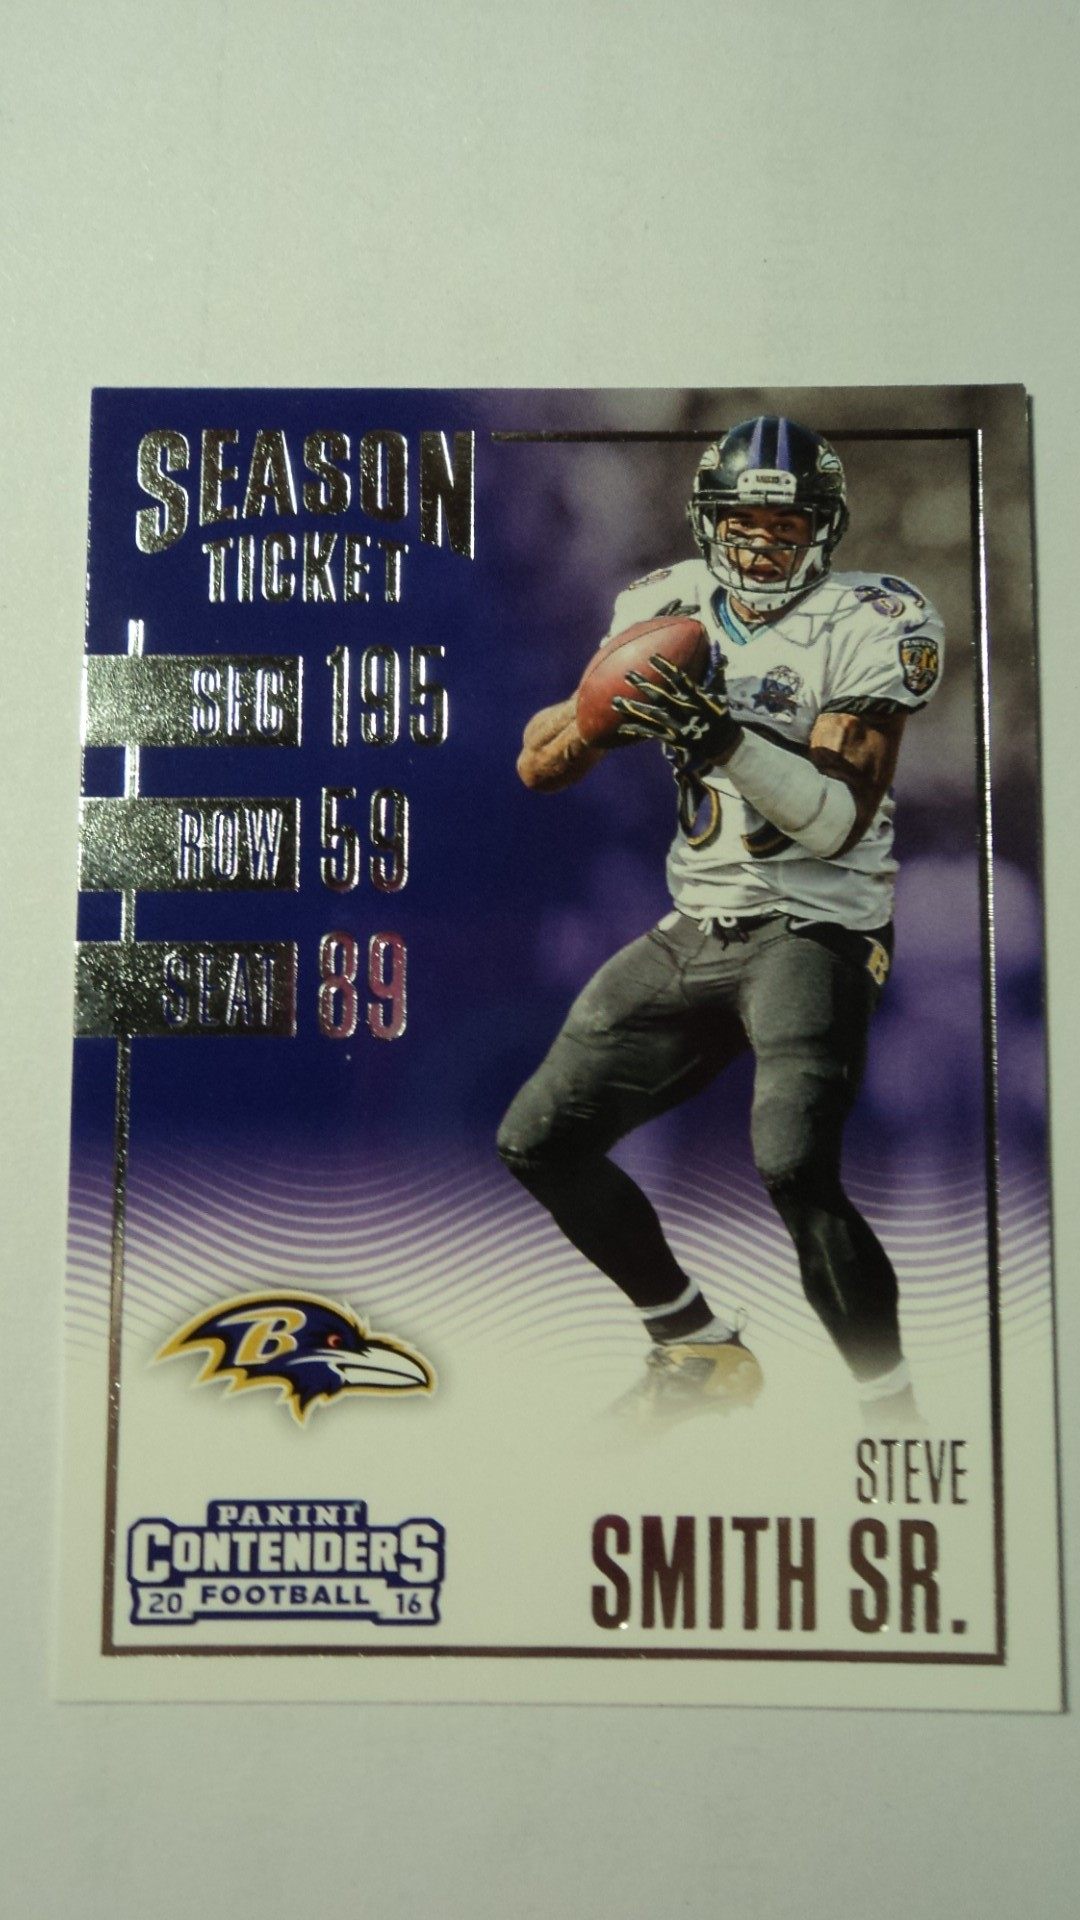 SEASON
TICKET
SEC 195
ROW 59
SEAT 89
B
B
STEVE
SMITH SR.
PANINI
CONTENDERS
FOOTBALL
20 16